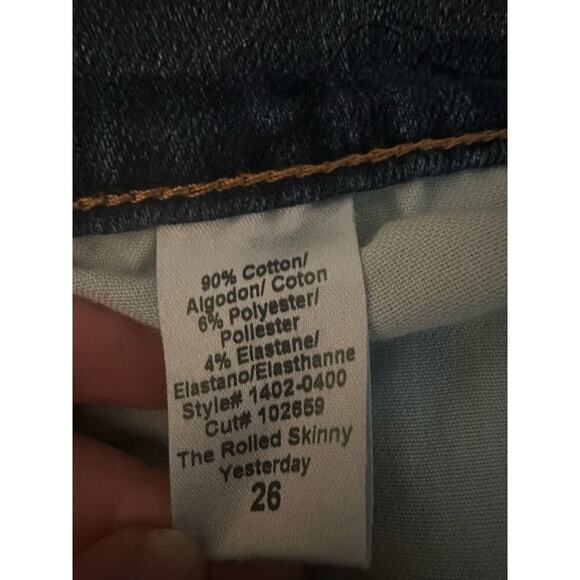 90% Cotton/
Algodon/ Coton
6% Polyester/
Poliester
4% Elastane/
Elastano/Elasthanne
Style# 1402-0400
Cut# 102659
The Rolled Skinny
Yesterday
26